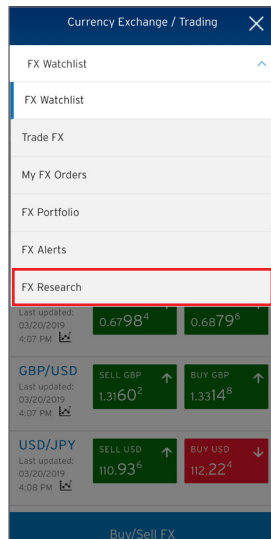 Currency Exchange / Trading
FX Watchlist
FX Watchlist
Trade FX
My FX Orders
FX Portfolio
FX Alerts
FX Research
Last updated:
03/20/2019
4:07 PM
0.6798⁴
0.6879⁶
GBP/USD
Last updated:
03/20/2019
4:07 PM
SELL GBP
1.3160²
BUY GBP
1.3314⁸
USD/JPY
Last updated:
03/20/2019
4:08 PM
SELL USD
110.93⁶
BUY USD
112.22⁴
Buy/Sell FX